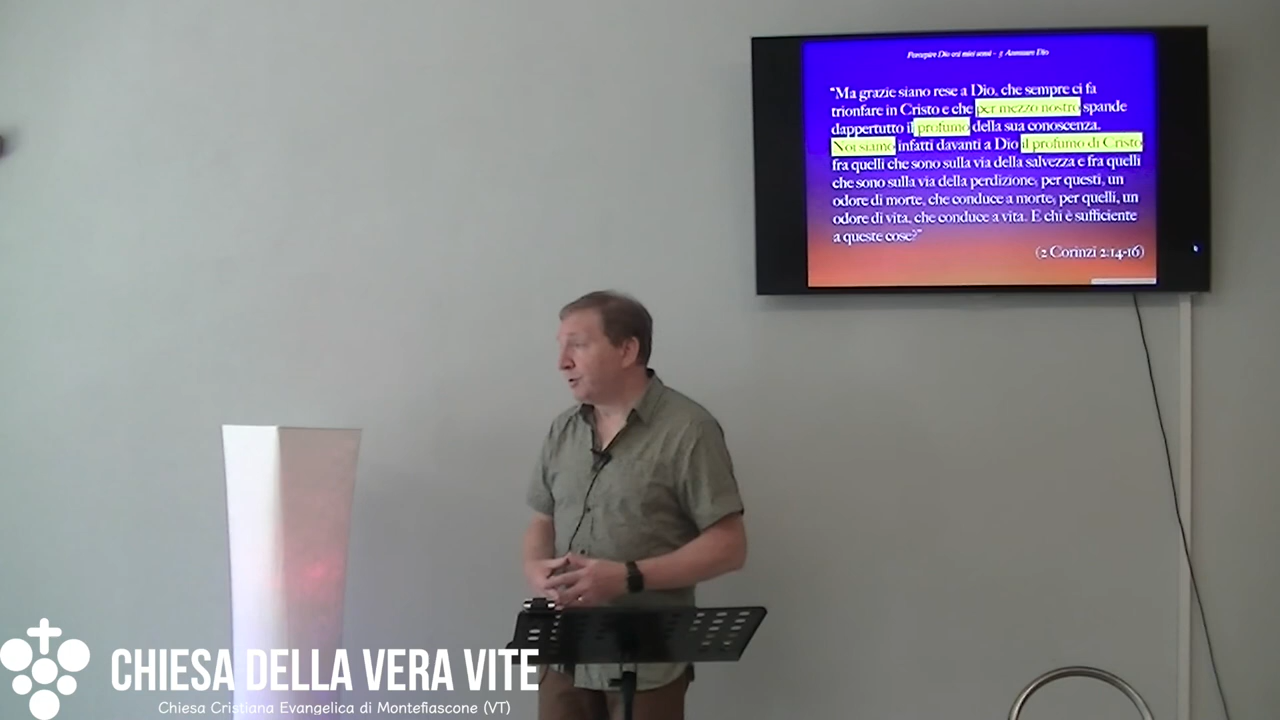 Percepire Dio coi miei sensi - 3 Annusare Dio
“Ma grazie siano rese a Dio, che sempre ci fa
trionfare in Cristo e che per mezzo nostro spande
dappertutto il profumo della sua conoscenza.
Noi siamo infatti davanti a Dio il profumo di Cristo
fra quelli che sono sulla via della salvezza e fra quelli
che sono sulla via della perdizione; per questi, un
odore di morte, che conduce a morte; per quelli, un
odore di vita, che conduce a vita. E chi è sufficiente
a queste cose?”
(2 Corinzi 2:14-16)
CHIESA DELLA VERA VITE
Chiesa Cristiana Evangelica di Montefiascone (VT)